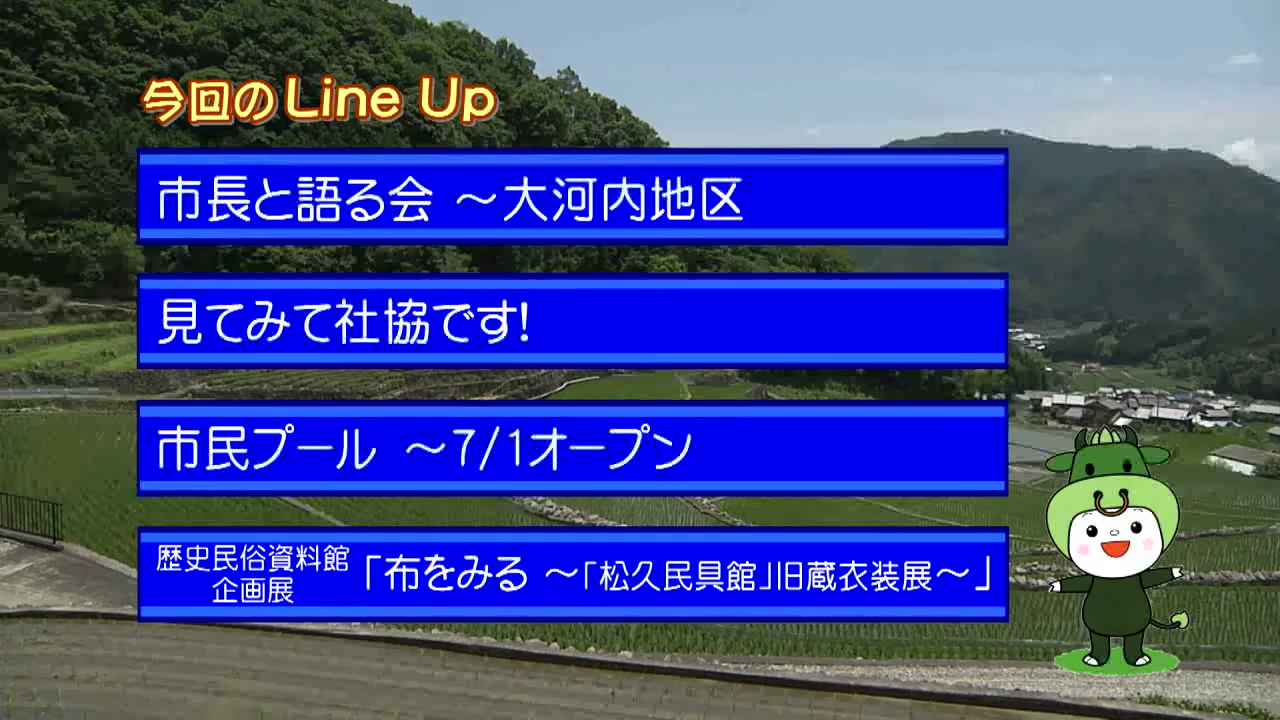 今回のLine Up
市長と語る会 ～大河内地区
見てみて社協です!
市民プール ～7/1オープン
歴史民俗資料館
企画展
「布をみる ～「松久民具館」旧蔵衣装展～」